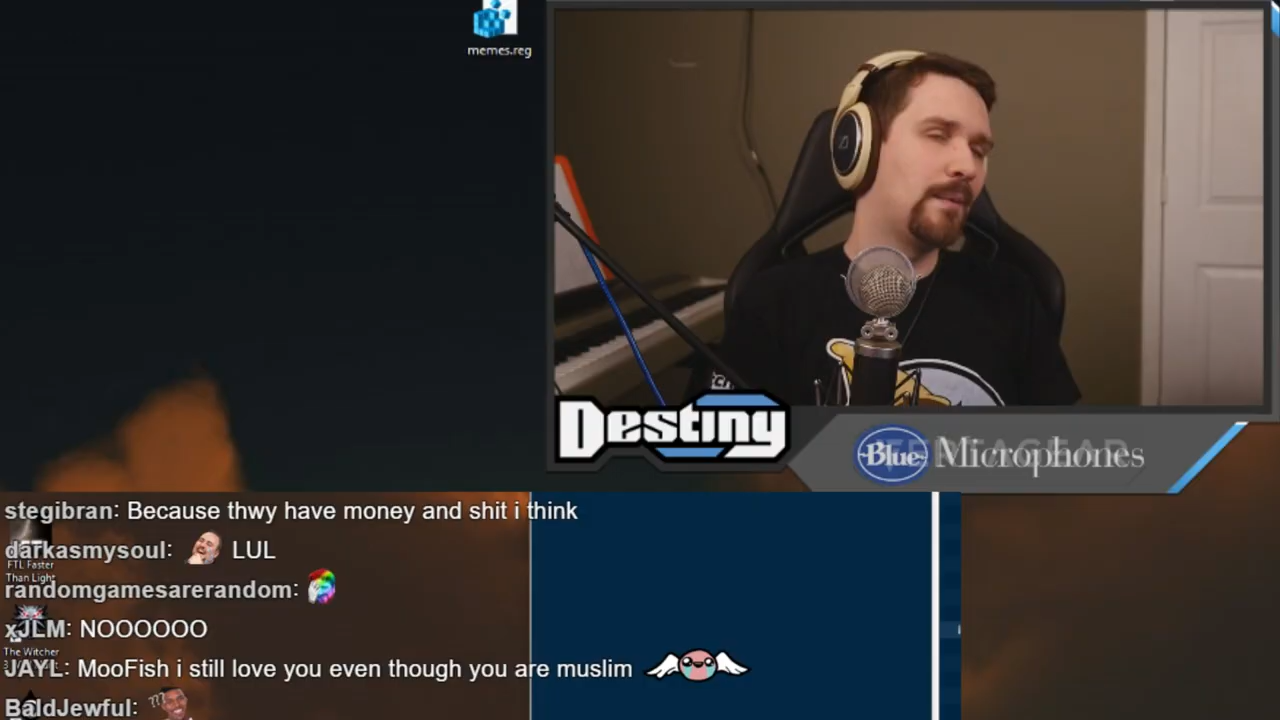 memes.reg
Destiny
Blue Microphones
stegibran: Because thwy have money and shit i think
darkasmysoul: LUL
FTL Faster
Than Light
randomgamesarerandom:
xJLM: NOOOOOO
The Witcher
JAYL: MooFish i still love you even though you are muslim
BaldJewful: